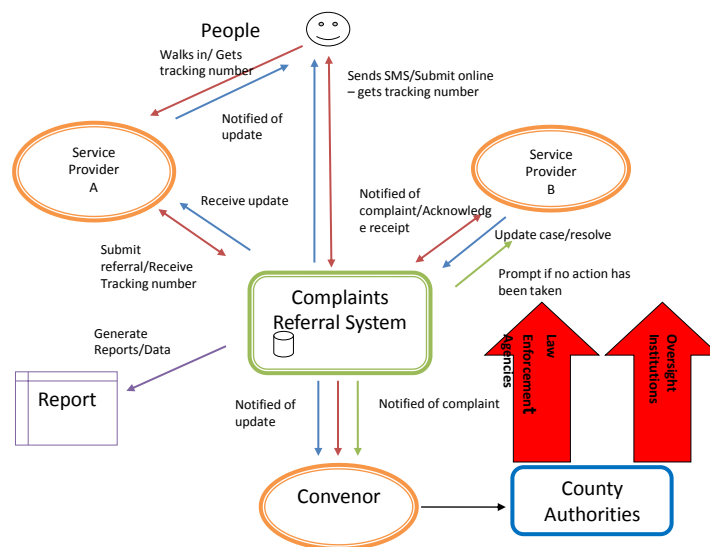 People
Walks in/ Gets
tracking number
Sends SMS/Submit online
– gets tracking number
Notified of
update
Service
Provider
A
Service
Provider
B
Receive update
Notified of
complaint/Acknowledg
e receipt
Update case/resolve
Submit
referral/Receive
Tracking number
Prompt if no action has
been taken
Complaints
Referral System
Generate
Reports/Data
Report
Law
Enforcement
Agencies
Oversight
Institutions
Notified of
update
Notified of complaint
Convenor
County
Authorities